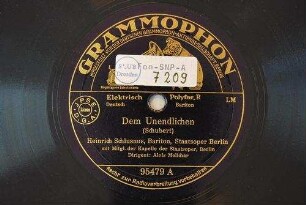 GRAMMOPHON
SNP-A
Dresden
7209
Elektrisch
Polyfar, R
Deutsch
Bariton
LM
Dem Unendlichen
(Schubert)
Heinrich Schlusnus, Bariton, Staatsoper Berlin
mit Mitgl. der Kapelle der Staatsoper, Berlin
Dirigent: Alois Melichar
95479 A